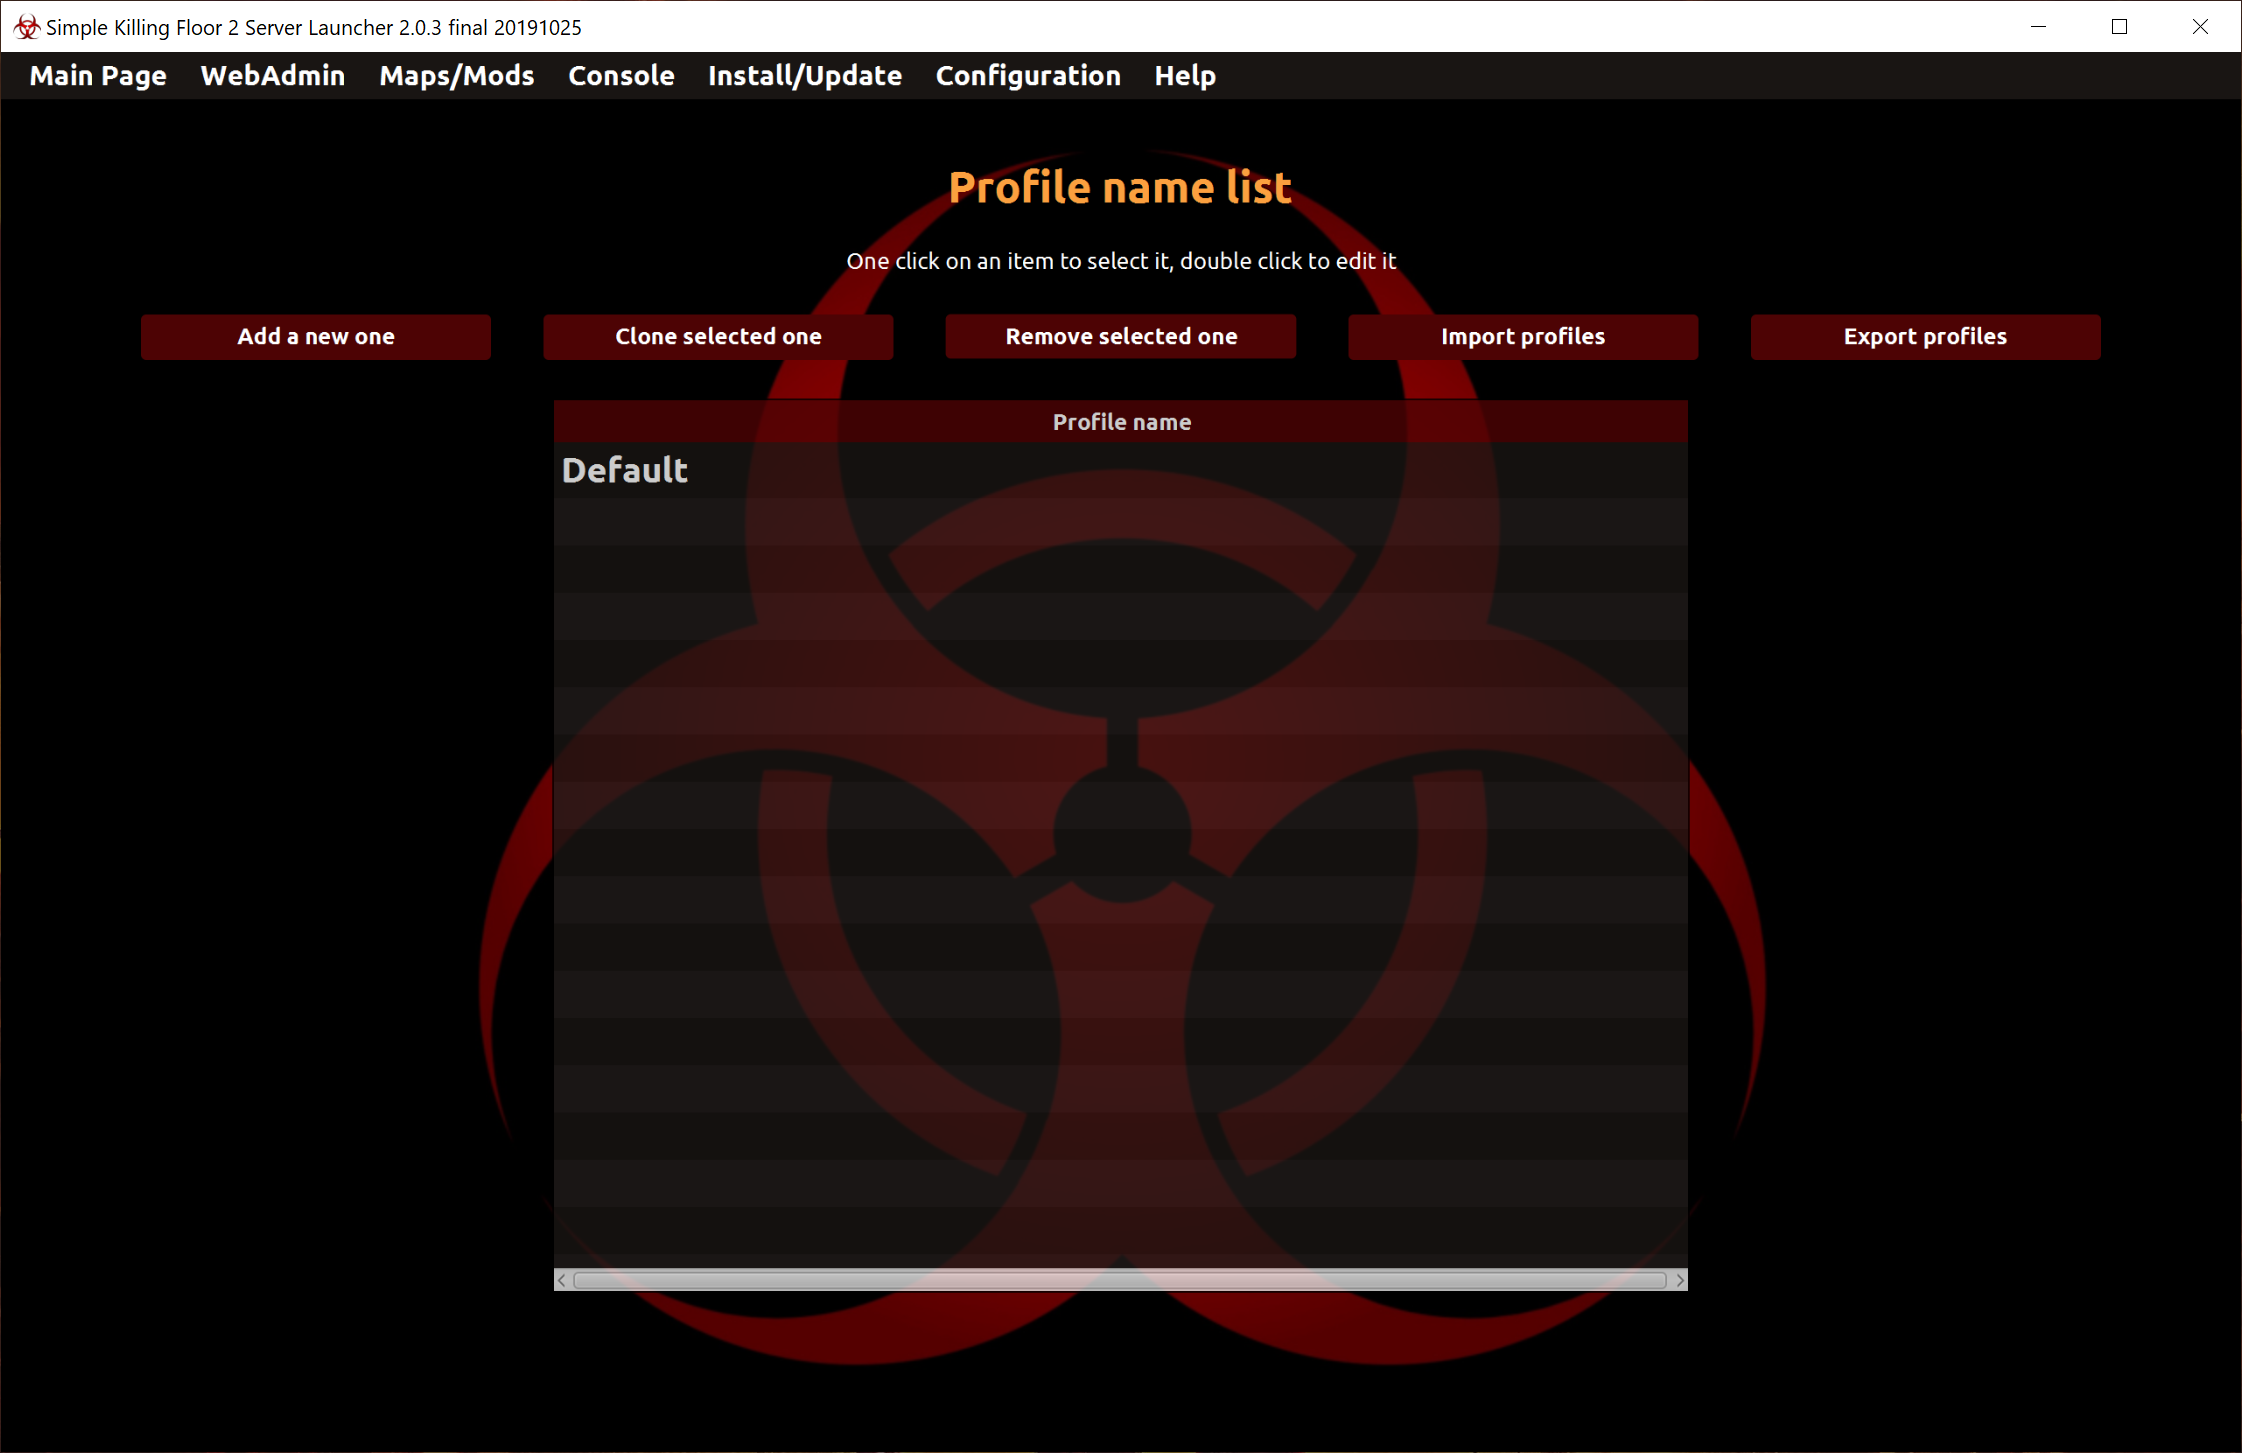 Simple Killing Floor 2 Server Launcher 2.0.3 final 20191025
Main Page WebAdmin Maps/Mods Console Install/Update Configuration Help
Profile name list
One click on an item to select it, double click to edit it
Add a new one Clone selected one Remove selected one Import profiles Export profiles
Profile name
Default